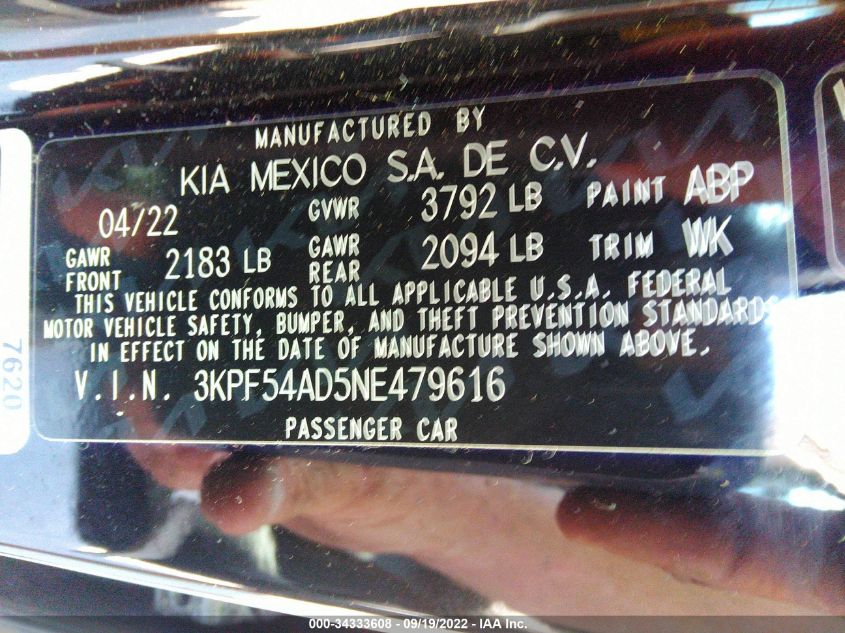 MANUFACTURED BY
KIA MEXICO S.A. DE C.V.
04/22 GVWR 3792 LB PAINT ABP
GAWR FRONT 2183 LB GAWR REAR 2094 LB TRIM WK
THIS VEHICLE CONFORMS TO ALL APPLICABLE U.S.A. FEDERAL
MOTOR VEHICLE SAFETY, BUMPER, AND THEFT PREVENTION STANDARDS
IN EFFECT ON THE DATE OF MANUFACTURE SHOWN ABOVE.
V.I.N. 3KPF54AD5NE479616
PASSENGER CAR
7620
000-34333608 - 09/19/2022 - IAA Inc.